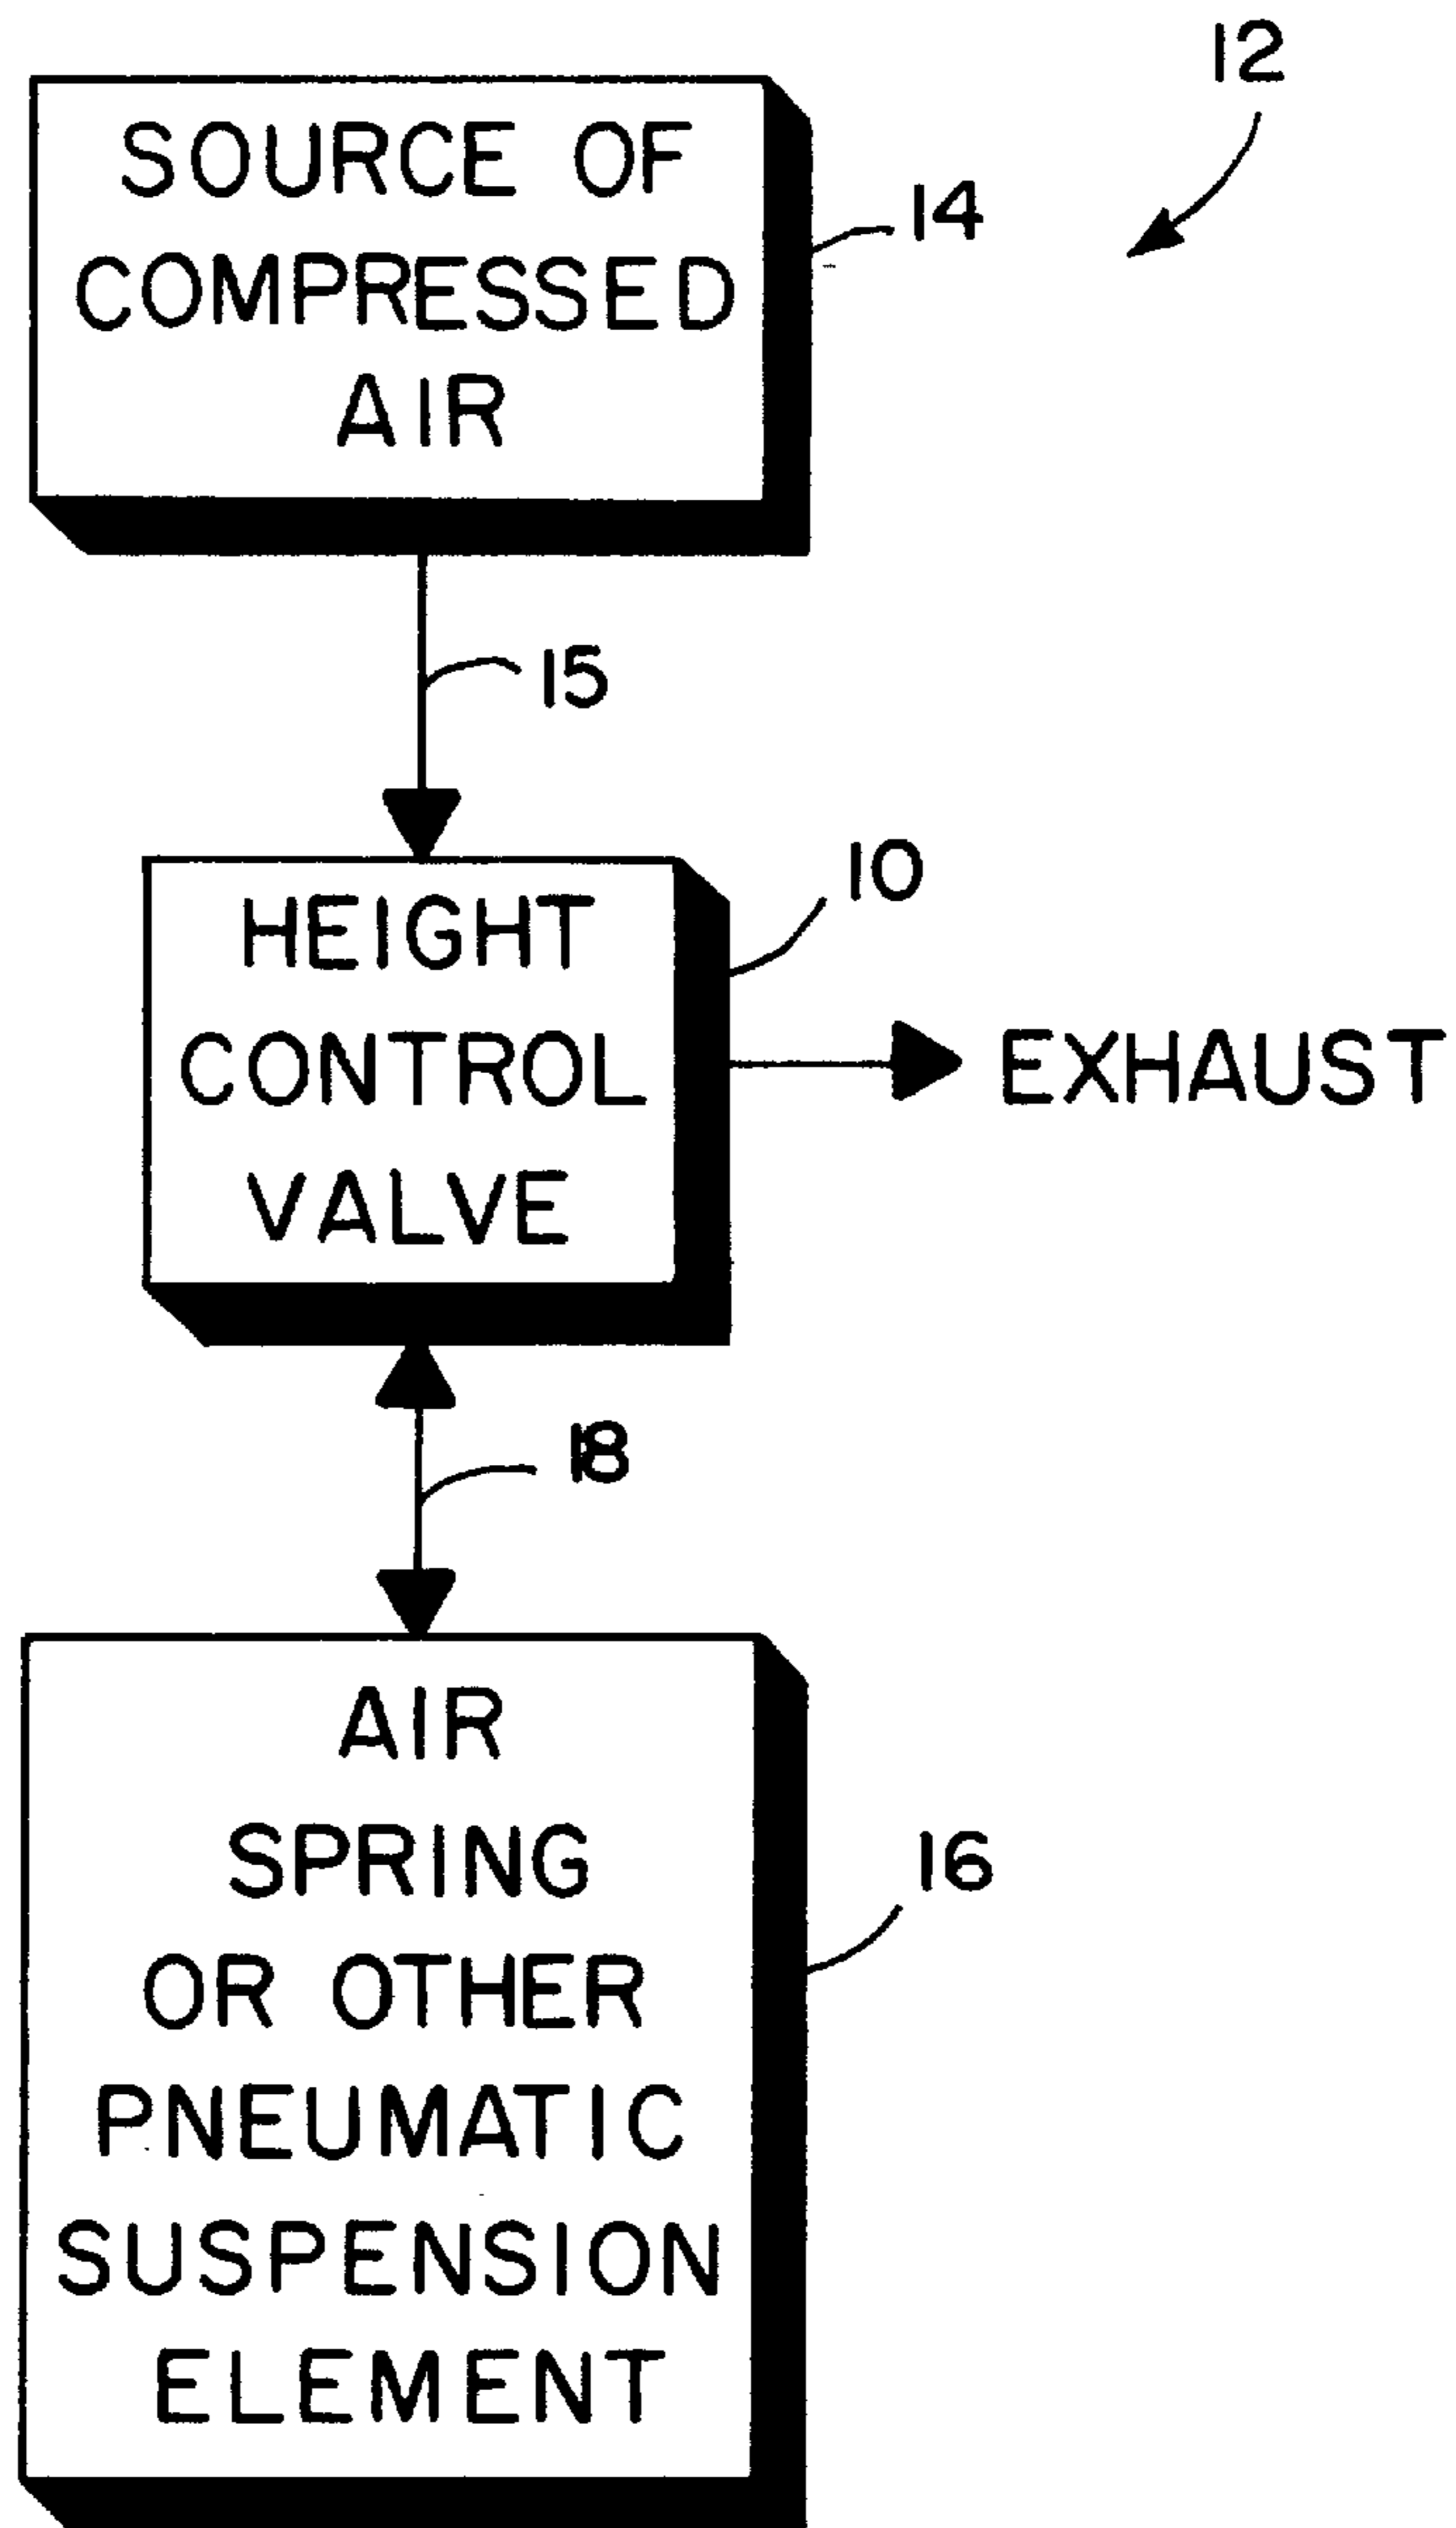 12
SOURCE OF
COMPRESSED
AIR
14
15
HEIGHT
CONTROL
VALVE
10
EXHAUST
18
AIR
SPRING
OR OTHER
PNEUMATIC
SUSPENSION
ELEMENT
16